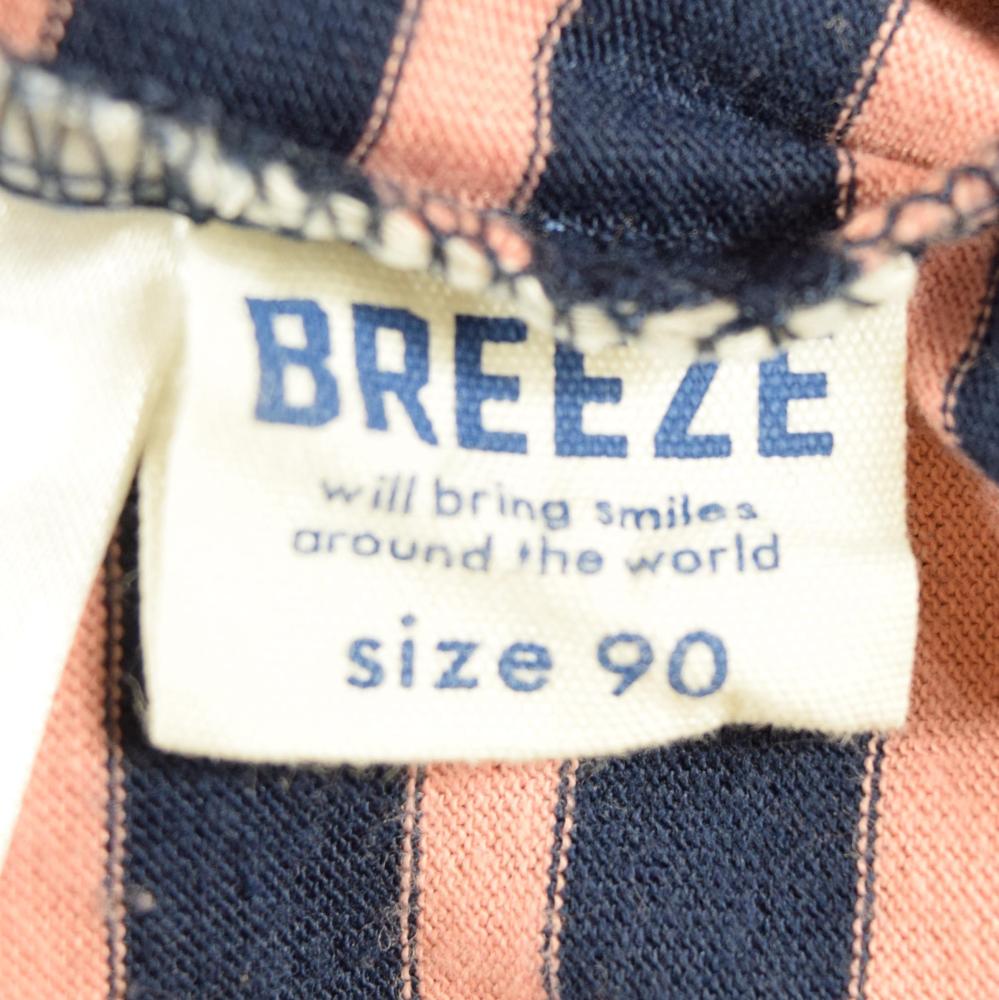 BREEZE
will bring smiles
around the world
size 90